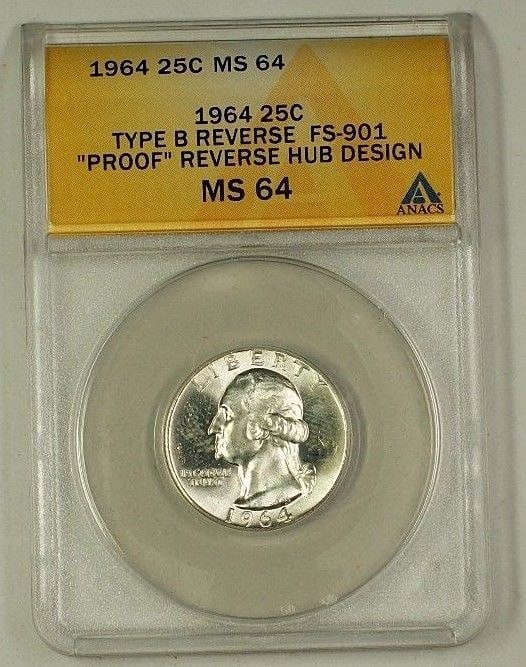 1964 25C MS 64
1964 25C
TYPE B REVERSE FS-901
"PROOF" REVERSE HUB DESIGN
MS 64
ANACS
LIBERTY
IN GOD WE
TRUST
1964